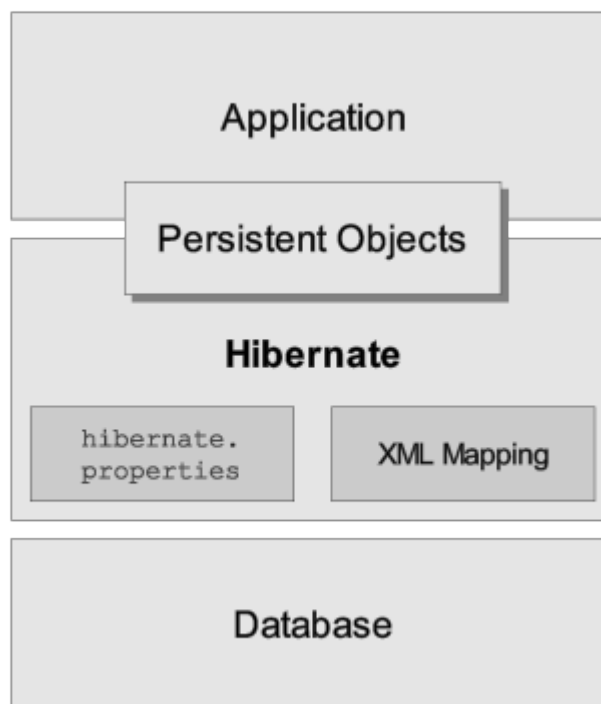 Application
Persistent Objects
Hibernate
hibernate.
properties
XML Mapping
Database